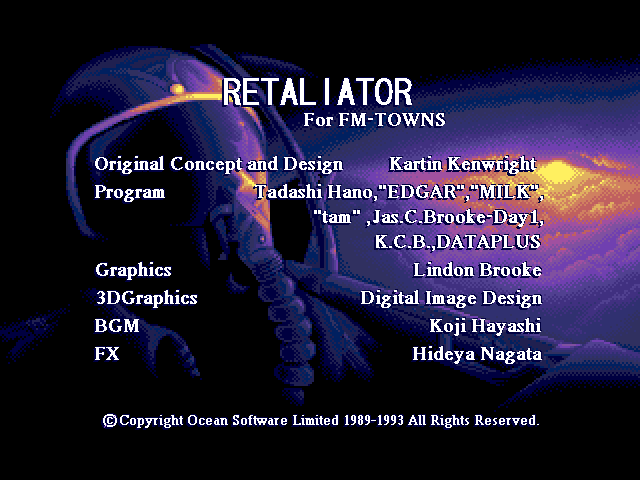 RETALIATOR
For FM-TOWNS
Original Concept and Design Kartin Kenwright
Program Tadashi Hano,"EDGAR","MILK",
"tam" ,Jas.C.Brooke-Day1,
K.C.B.,DATAPLUS
Graphics Lindon Brooke
3DGraphics Digital Image Design
BGM Koji Hayashi
FX Hideya Nagata
©Copyright Ocean Software Limited 1989-1993 All Rights Reserved.